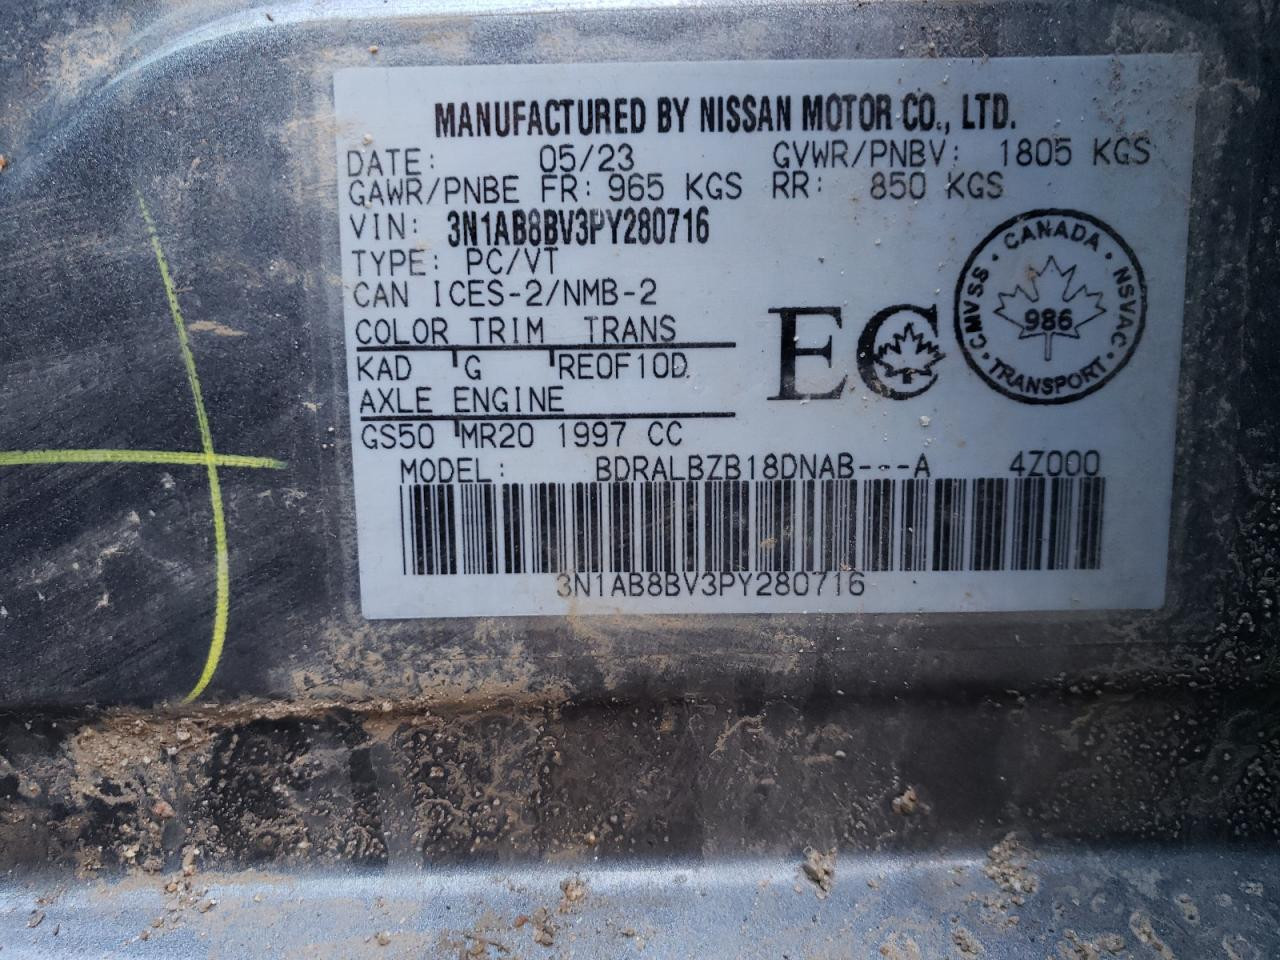 MANUFACTURED BY NISSAN MOTOR CO., LTD.
DATE: 05/23 GVWR/PNBV: 1805 KGS
GAWR/PNBE FR: 965 KGS RR: 850 KGS
VIN: 3N1AB8BV3PY280716
TYPE: PC/VT
CAN ICES-2/NMB-2
COLOR TRIM TRANS
KAD G RE0F10D
AXLE ENGINE
GS50 MR20 1997 CC
EC
CANADA
CMVSS 986 NSVAC
TRANSPORT
MODEL: BDRALBZB18DNAB---A 4Z000
3N1AB8BV3PY280716